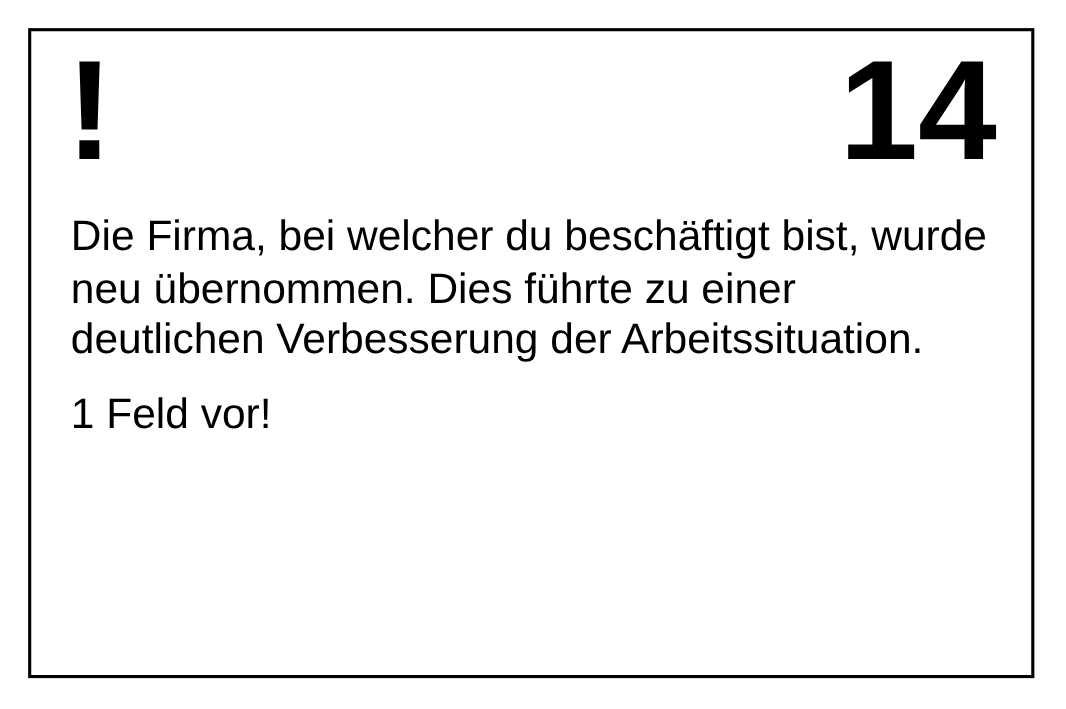 ! 14
Die Firma, bei welcher du beschäftigt bist, wurde
neu übernommen. Dies führte zu einer
deutlichen Verbesserung der Arbeitssituation.
1 Feld vor!